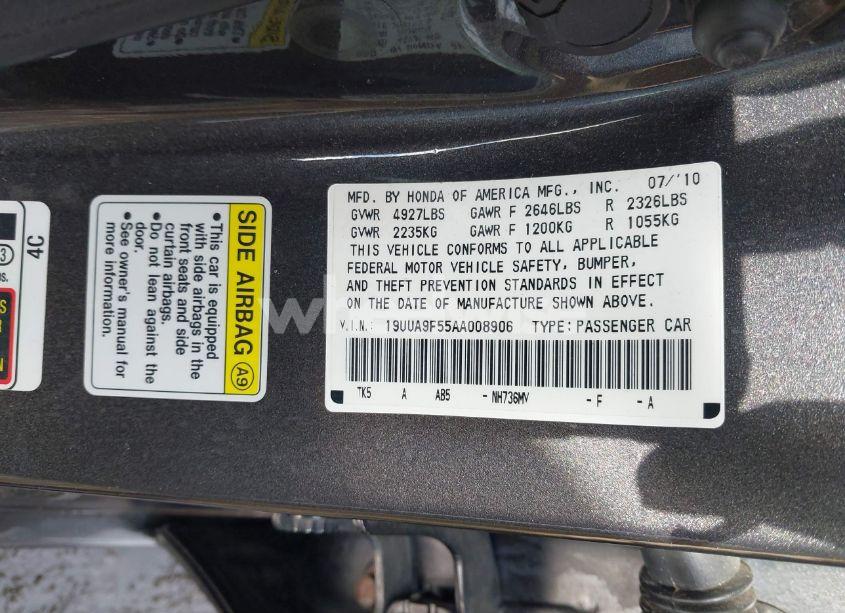 MFD. BY HONDA OF AMERICA MFG., INC. 07/'10
GVWR 4927LBS GAWR F 2646LBS R 2326LBS
GVWR 2235KG GAWR F 1200KG R 1055KG
THIS VEHICLE CONFORMS TO ALL APPLICABLE
FEDERAL MOTOR VEHICLE SAFETY, BUMPER,
AND THEFT PREVENTION STANDARDS IN EFFECT
ON THE DATE OF MANUFACTURE SHOWN ABOVE.
V.I.N.: 19UUA9F55AA008906 TYPE: PASSENGER CAR
TK5 A AB5 - NH736MV - F - A
SIDE AIRBAG A9
• This car is equipped
with side airbags in the
front seats and side
curtain airbags.
• Do not lean against the
door.
• See owner's manual for
more information.
4C
3